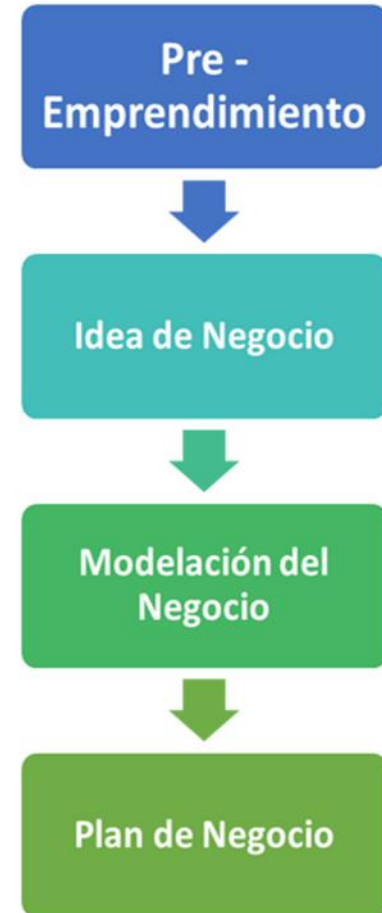 Pre -
Emprendimiento
Idea de Negocio
Modelación del
Negocio
Plan de Negocio